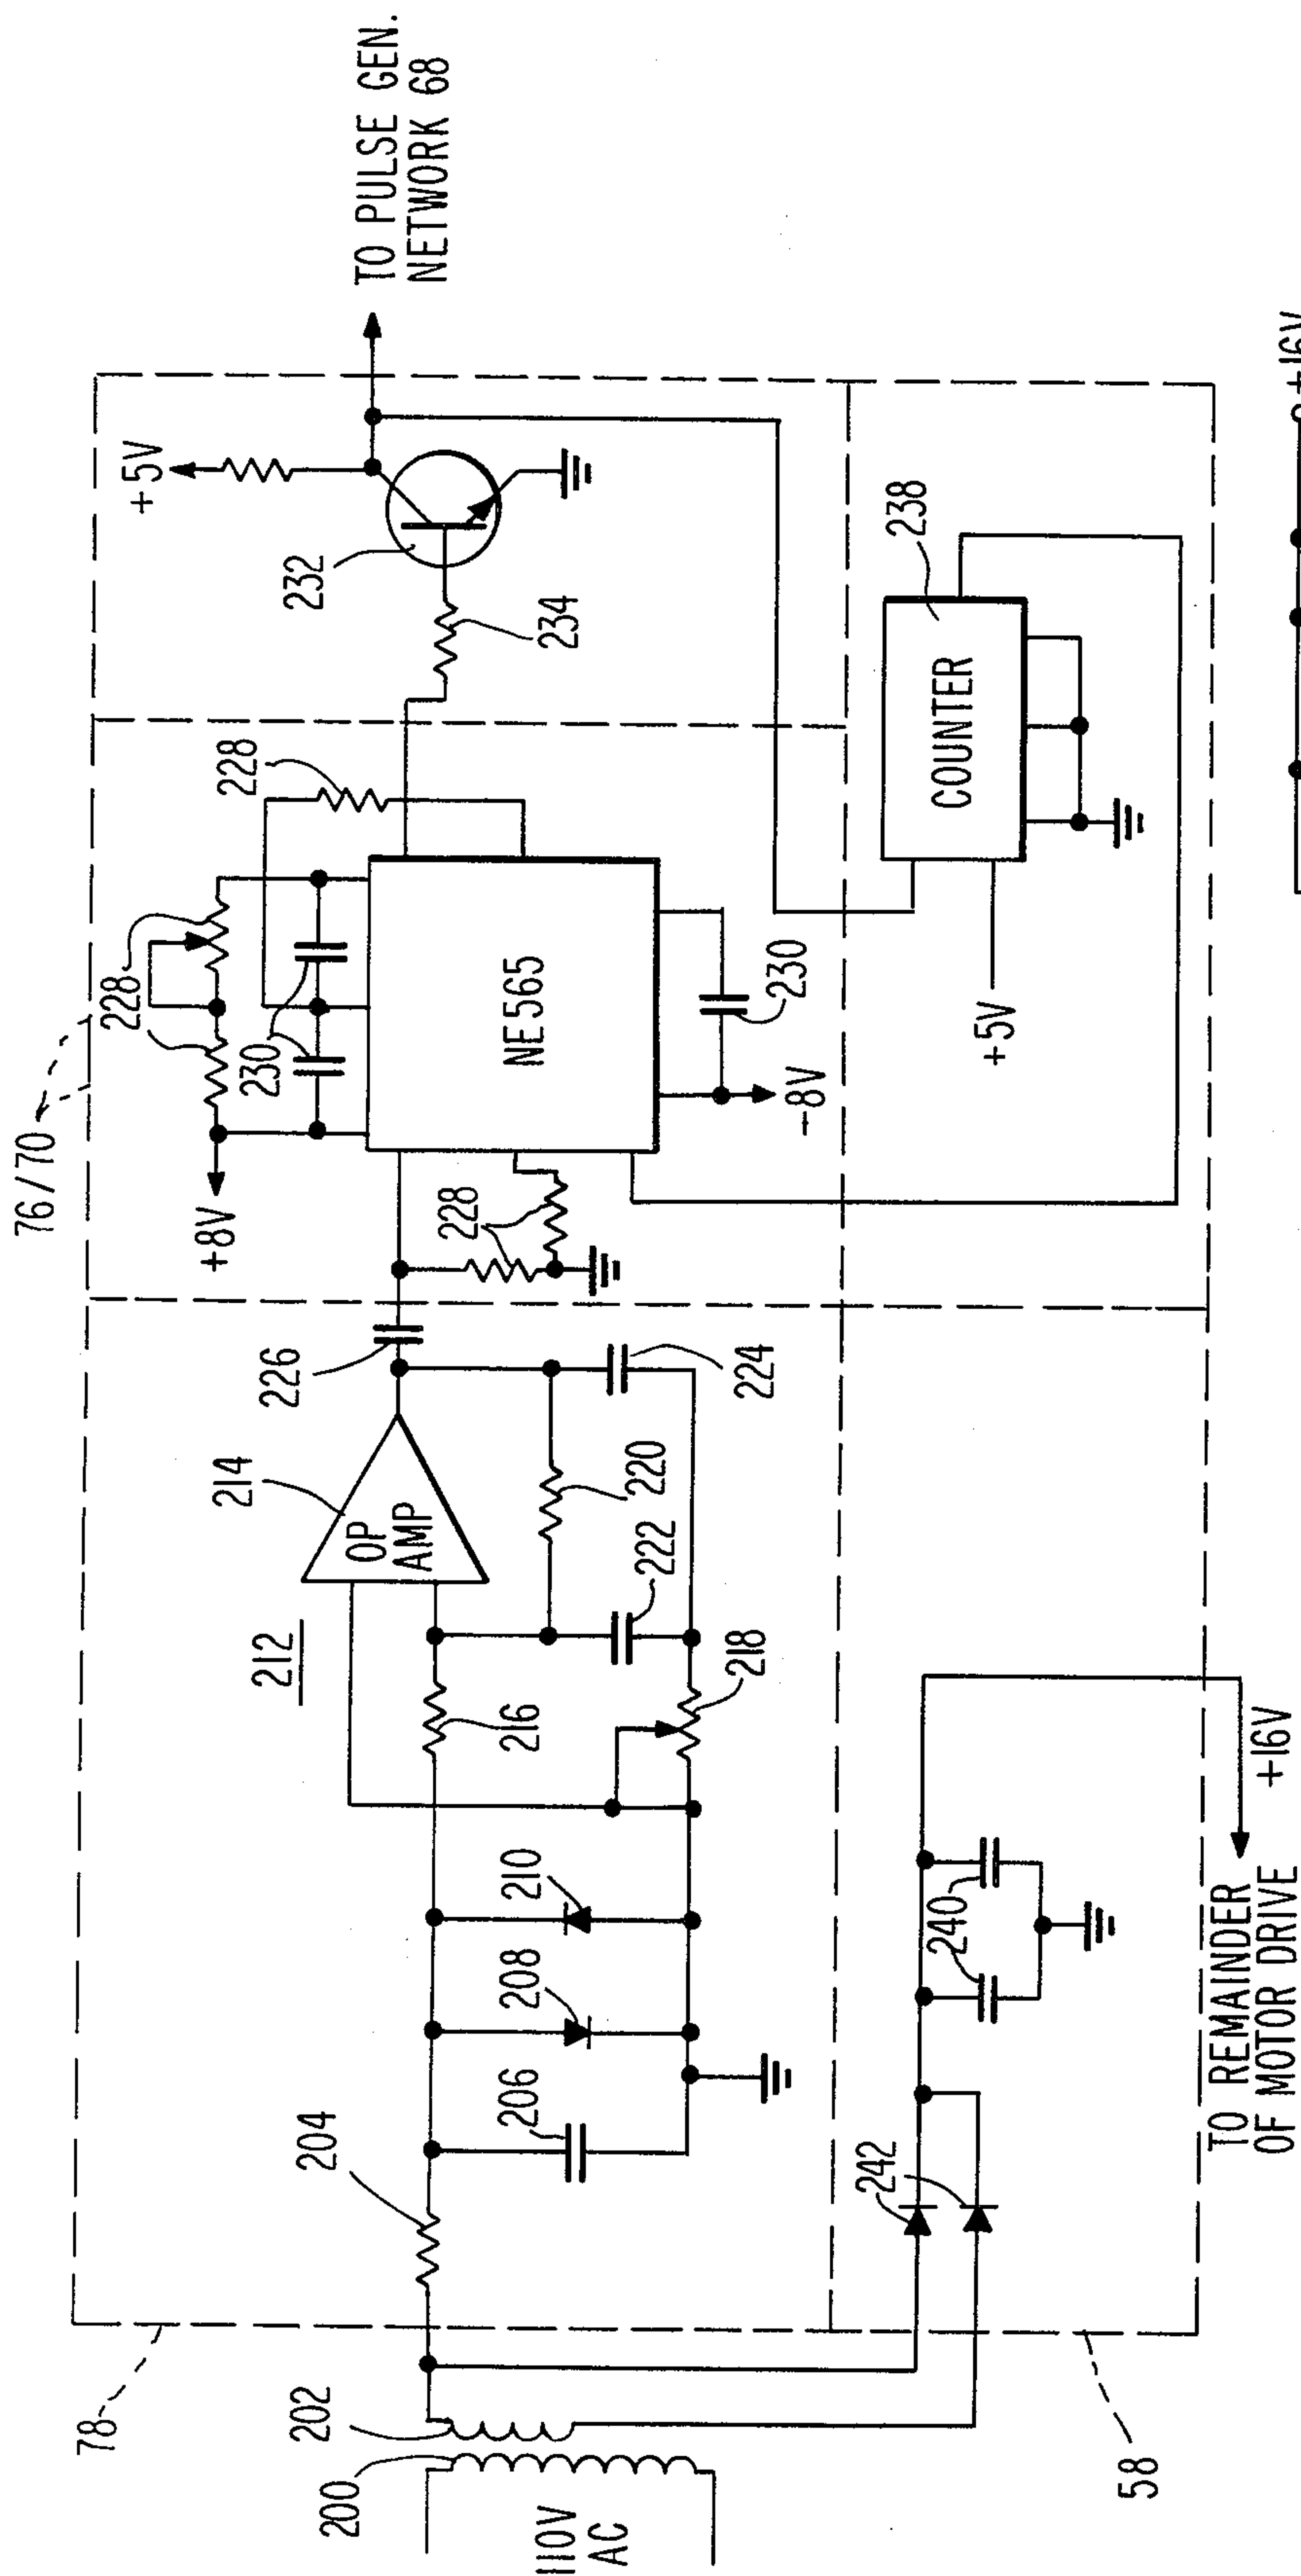 76/70
+8V
228
230
228
+5V
232
234
TO PULSE GEN.
NETWORK 68
NE565
228
-8V
230
COUNTER
238
+5V
78
200
202
110V
AC
204
206
208
210
212
214
OP
AMP
216
218
220
222
224
226
242
240
58
TO REMAINDER
OF MOTOR DRIVE
+16V
+16V